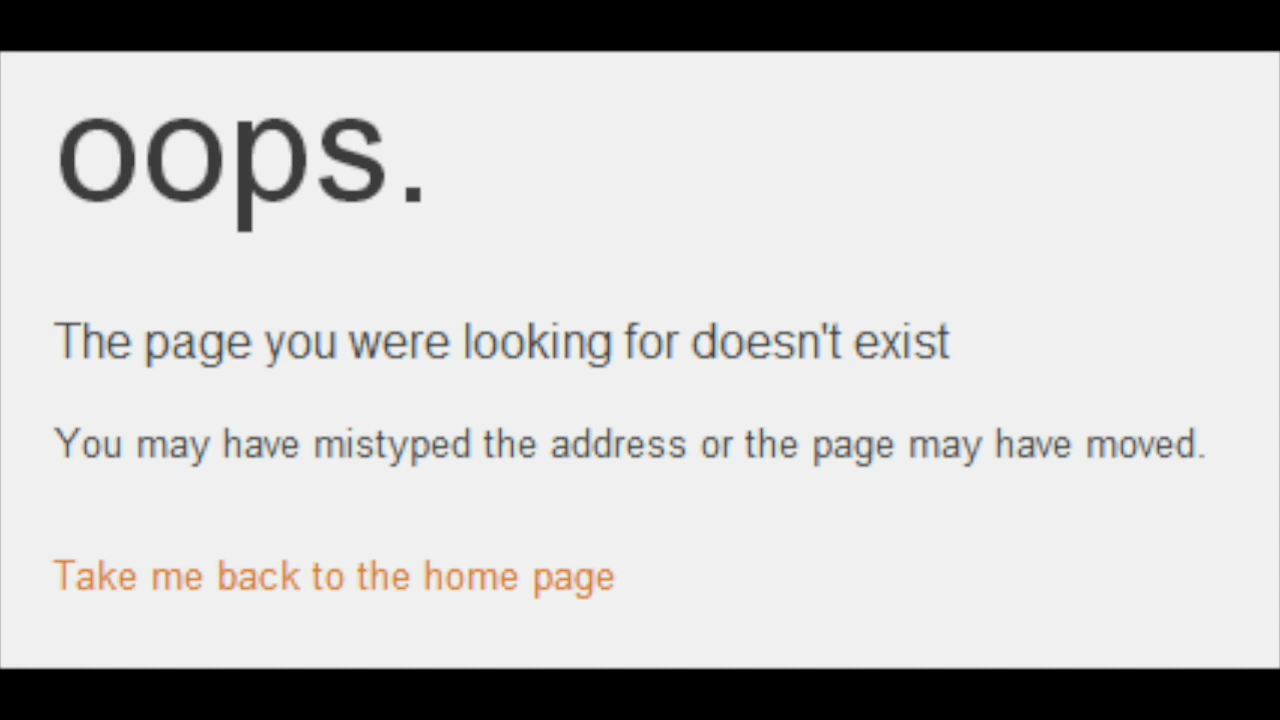 oops.
The page you were looking for doesn't exist
You may have mistyped the address or the page may have moved.
Take me back to the home page